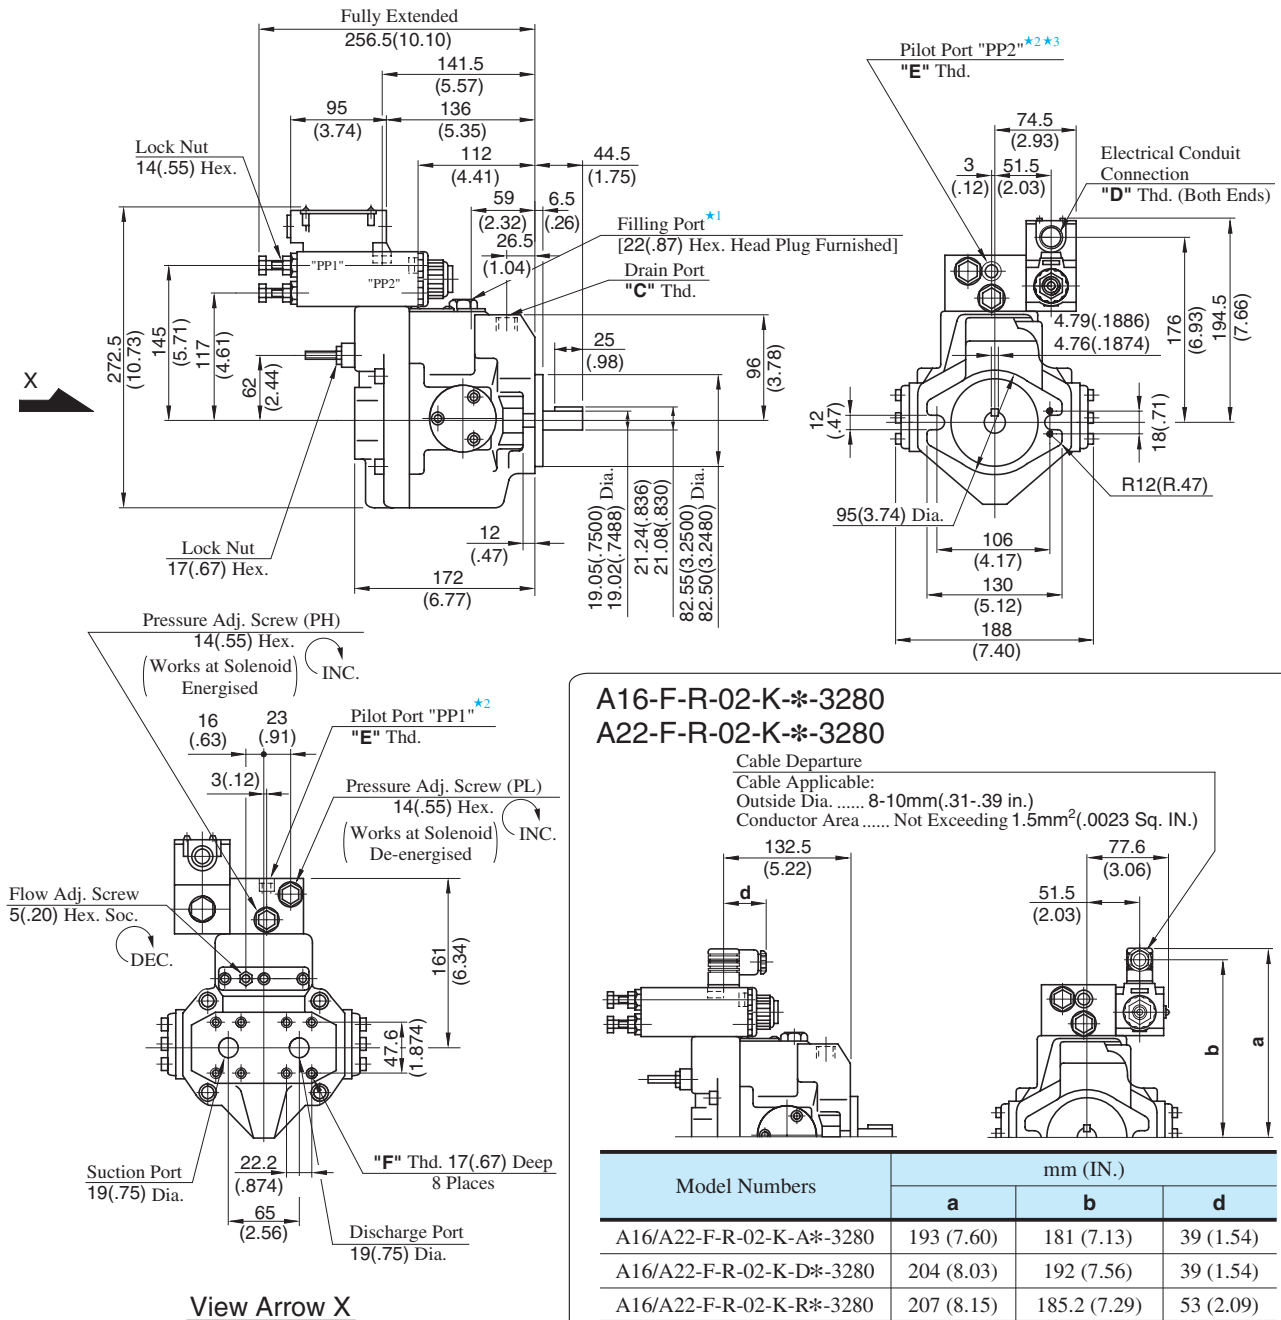 Fully Extended
256.5(10.10)
141.5
(5.57)
95
(3.74)
136
(5.35)
Lock Nut
14(.55) Hex.
112
(4.41)
44.5
(1.75)
59
(2.32)
6.5
(.26)
26.5
(1.04)
Filling Port★1
[22(.87) Hex. Head Plug Furnished]
Drain Port
"C" Thd.
"PP1"
"PP2"
272.5
(10.73)
145
(5.71)
117
(4.61)
62
(2.44)
X
25
(.98)
96
(3.78)
Lock Nut
17(.67) Hex.
12
(.47)
172
(6.77)
19.05(.7500) Dia.
19.02(.7488)
21.24(.836)
21.08(.830)
82.55(3.2500) Dia.
82.50(3.2480)
Pilot Port "PP2"★2★3
"E" Thd.
74.5
(2.93)
3
(.12)
51.5
(2.03)
Electrical Conduit
Connection
"D" Thd. (Both Ends)
4.79(.1886)
4.76(.1874)
176
(6.93)
194.5
(7.66)
12
(.47)
18(.71)
R12(R.47)
95(3.74) Dia.
106
(4.17)
130
(5.12)
188
(7.40)
Pressure Adj. Screw (PH)
14(.55) Hex.
(Works at Solenoid
Energised)
INC.
16
(.63)
23
(.91)
Pilot Port "PP1"★2
"E" Thd.
3(.12)
Pressure Adj. Screw (PL)
14(.55) Hex.
(Works at Solenoid
De-energised)
INC.
Flow Adj. Screw
5(.20) Hex. Soc.
DEC.
161
(6.34)
47.6
(1.874)
Suction Port
19(.75) Dia.
22.2
(.874)
65
(2.56)
"F" Thd. 17(.67) Deep
8 Places
Discharge Port
19(.75) Dia.
View Arrow X
A16-F-R-02-K-✻-3280
A22-F-R-02-K-✻-3280
Cable Departure
Cable Applicable:
Outside Dia. ...... 8-10mm(.31-.39 in.)
Conductor Area ...... Not Exceeding 1.5mm²(.0023 Sq. IN.)
132.5
(5.22)
d
77.6
(3.06)
51.5
(2.03)
b
a
Model Numbers mm (IN.)
a b d
A16/A22-F-R-02-K-A✻-3280 193 (7.60) 181 (7.13) 39 (1.54)
A16/A22-F-R-02-K-D✻-3280 204 (8.03) 192 (7.56) 39 (1.54)
A16/A22-F-R-02-K-R✻-3280 207 (8.15) 185.2 (7.29) 53 (2.09)